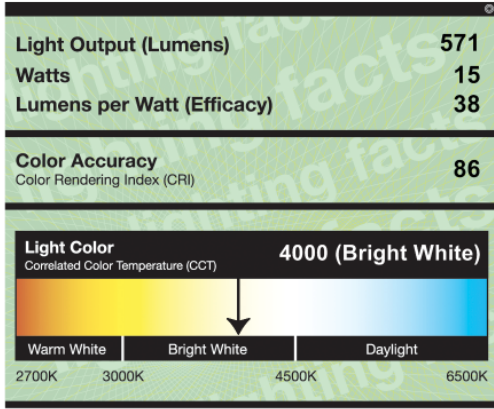 Light Output (Lumens) 571
Watts 15
Lumens per Watt (Efficacy) 38
Color Accuracy
Color Rendering Index (CRI) 86
Light Color
Correlated Color Temperature (CCT) 4000 (Bright White)
Warm White Bright White Daylight
2700K 3000K 4500K 6500K